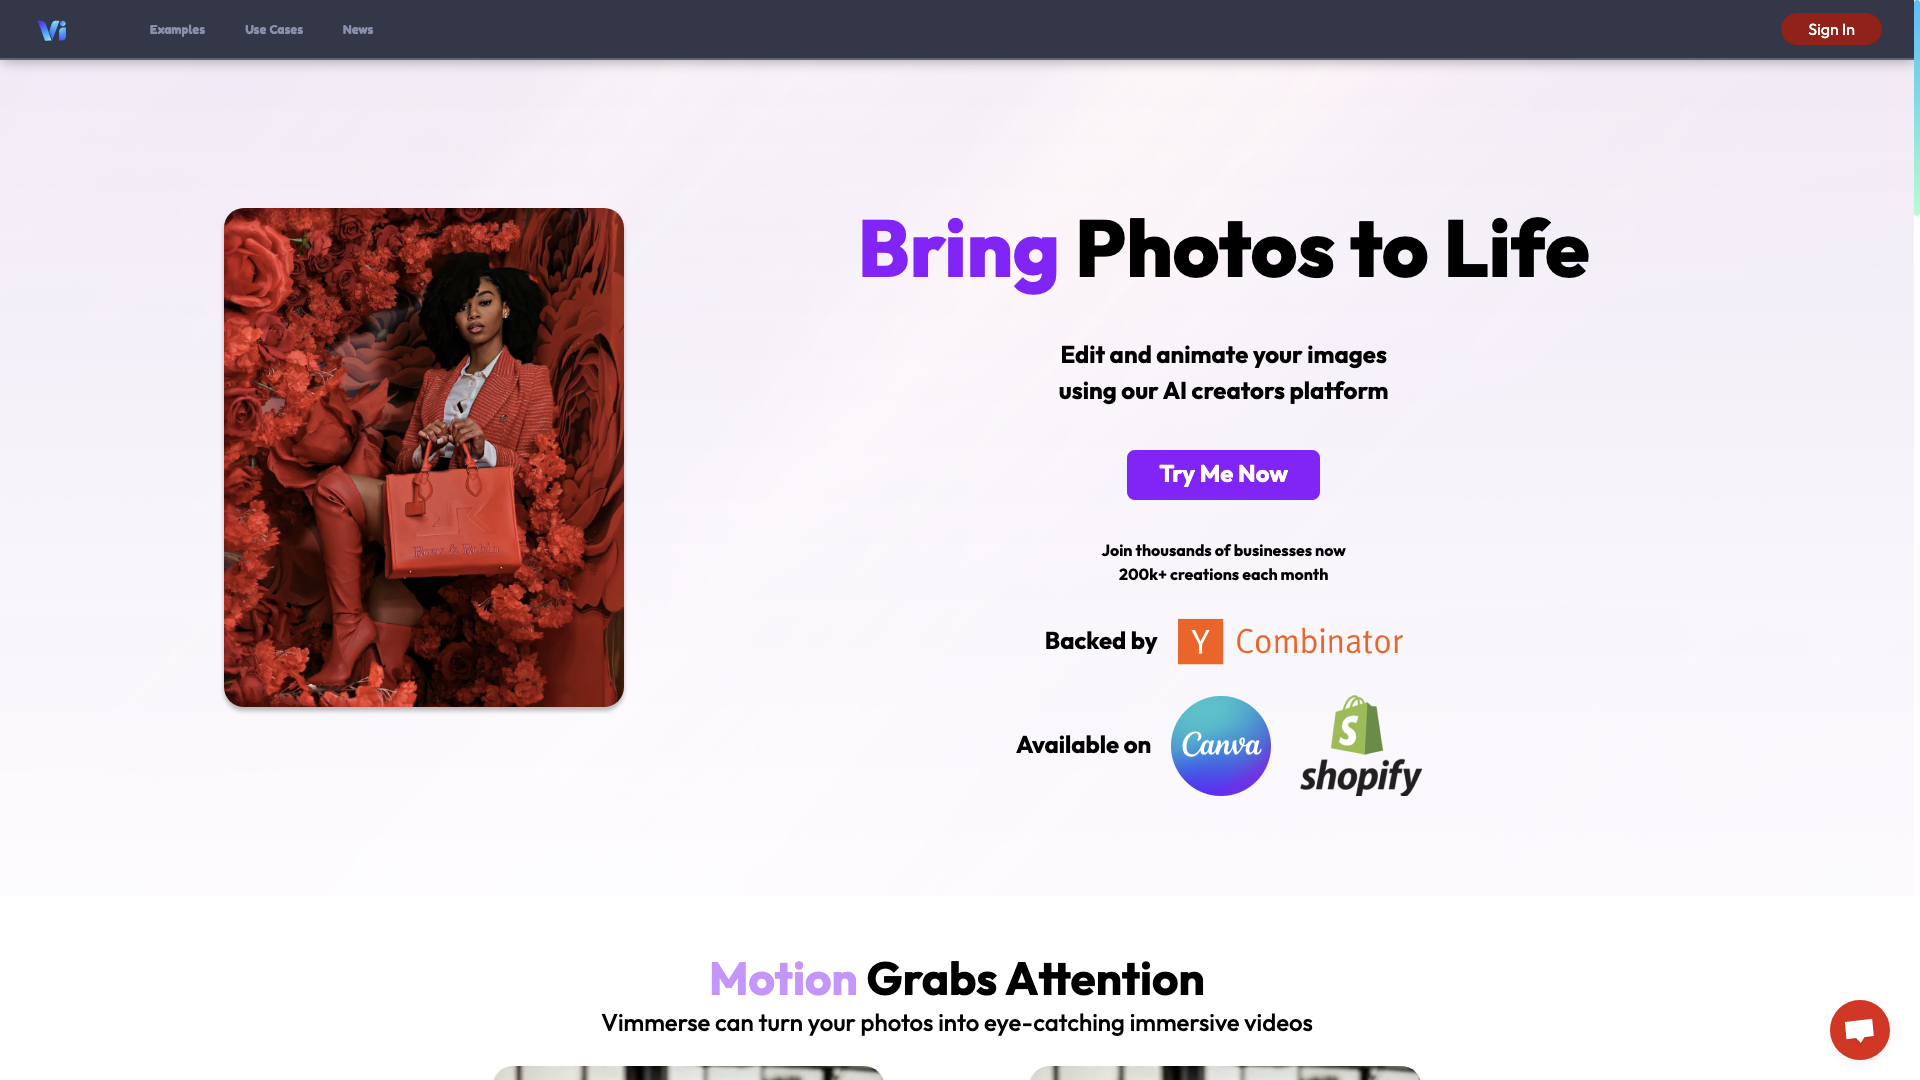 Vi
Examples
Use Cases
News
Sign In
Bring Photos to Life
Edit and animate your images
using our AI creators platform
Try Me Now
Join thousands of businesses now
200k+ creations each month
Backed by
Y Combinator
Available on
Canva
shopify
Motion Grabs Attention
Vimmerse can turn your photos into eye-catching immersive videos